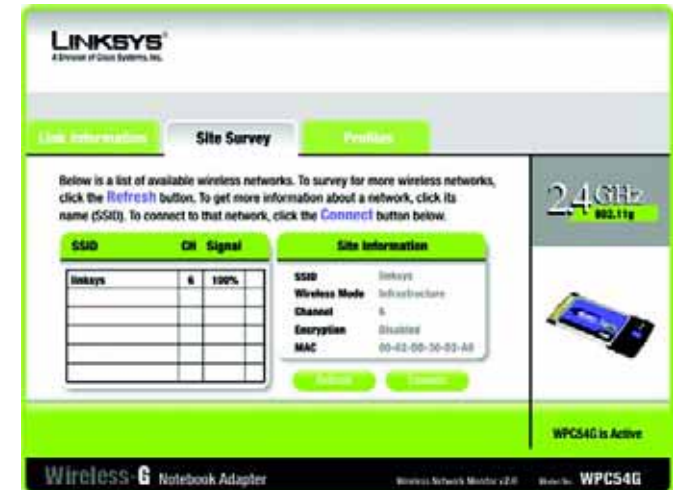 LINKSYS®
A Division of Cisco Systems, Inc.
Link Information Site Survey Profiles
Below is a list of available wireless networks. To survey for more wireless networks,
click the Refresh button. To get more information about a network, click its
name (SSID). To connect to that network, click the Connect button below.
2.4GHz
802.11g
SSID CH Signal
Site Information
linksys 6 100%
SSID linksys
Wireless Mode Infrastructure
Channel 6
Encryption Disabled
MAC
Refresh Connect
WPC54G is Active
Wireless-G Notebook Adapter
Wireless Network Monitor v2.0
Model No. WPC54G